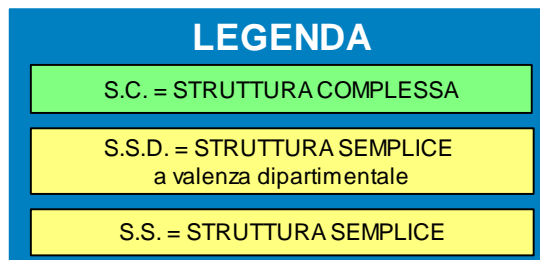 LEGENDA
S.C. = STRUTTURA COMPLESSA
S.S.D. = STRUTTURA SEMPLICE
a valenza dipartimentale
S.S. = STRUTTURA SEMPLICE